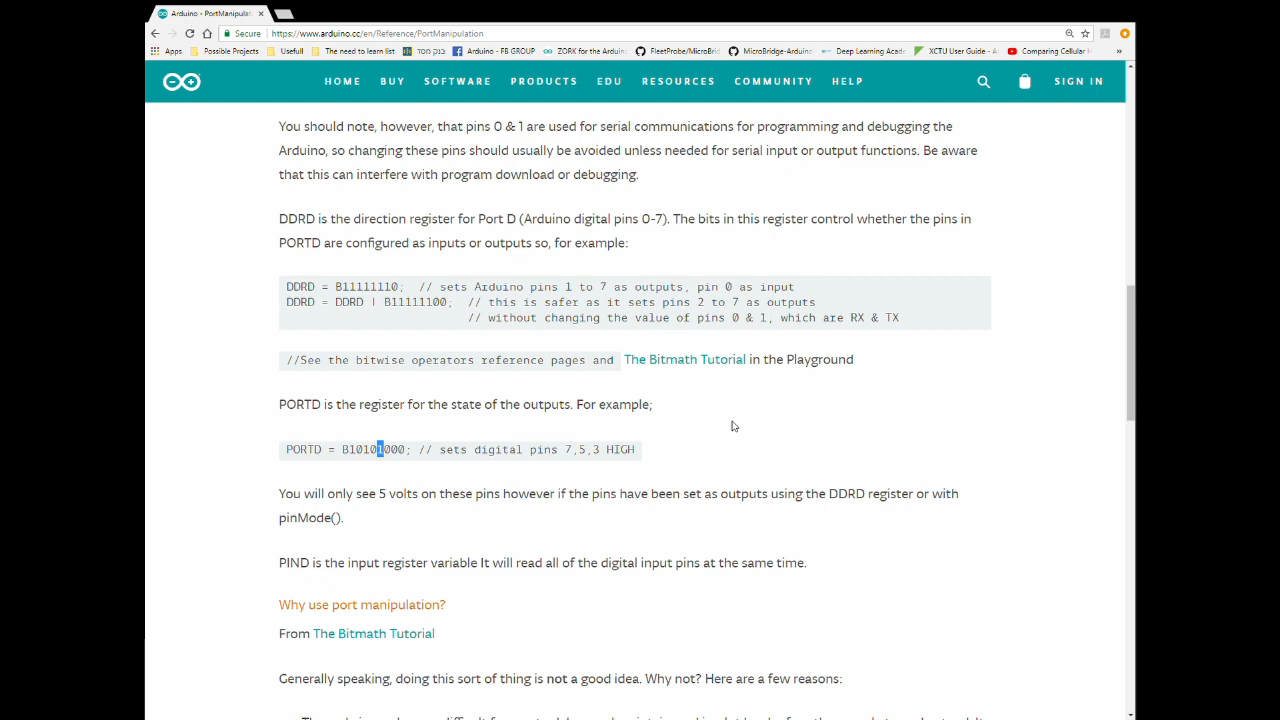 Arduino - PortManipula
Secure https://www.arduino.cc/en/Reference/PortManipulation
Apps Possible Projects Usefull The need to learn list בנק מסד Arduino - FB GROUP ZORK for the Arduin FleetProbe/MicroBrid MicroBridge-Arduino Deep Learning Acade XCTU User Guide - A Comparing Cellular H »
HOME BUY SOFTWARE PRODUCTS EDU RESOURCES COMMUNITY HELP SIGN IN
You should note, however, that pins 0 & 1 are used for serial communications for programming and debugging the
Arduino, so changing these pins should usually be avoided unless needed for serial input or output functions. Be aware
that this can interfere with program download or debugging.
DDRD is the direction register for Port D (Arduino digital pins 0-7). The bits in this register control whether the pins in
PORTD are configured as inputs or outputs so, for example:
DDRD = B11111110; // sets Arduino pins 1 to 7 as outputs, pin 0 as input
DDRD = DDRD | B11111100; // this is safer as it sets pins 2 to 7 as outputs
// without changing the value of pins 0 & 1, which are RX & TX
//See the bitwise operators reference pages and The Bitmath Tutorial in the Playground
PORTD is the register for the state of the outputs. For example;
PORTD = B10101000; // sets digital pins 7,5,3 HIGH
You will only see 5 volts on these pins however if the pins have been set as outputs using the DDRD register or with
pinMode().
PIND is the input register variable It will read all of the digital input pins at the same time.
Why use port manipulation?
From The Bitmath Tutorial
Generally speaking, doing this sort of thing is not a good idea. Why not? Here are a few reasons: